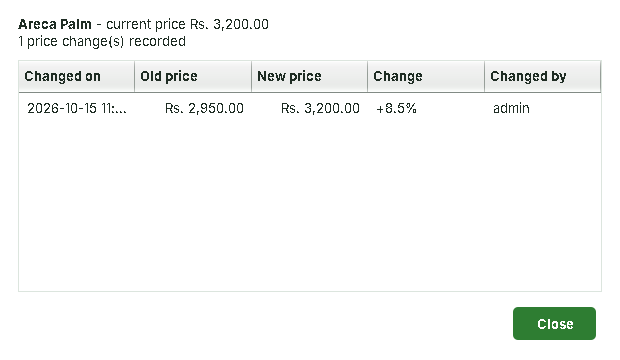 Areca Palm - current price Rs. 3,200.00
1 price change(s) recorded
Changed on Old price New price Change Changed by
2026-10-15 11:... Rs. 2,950.00 Rs. 3,200.00 +8.5% admin
Close